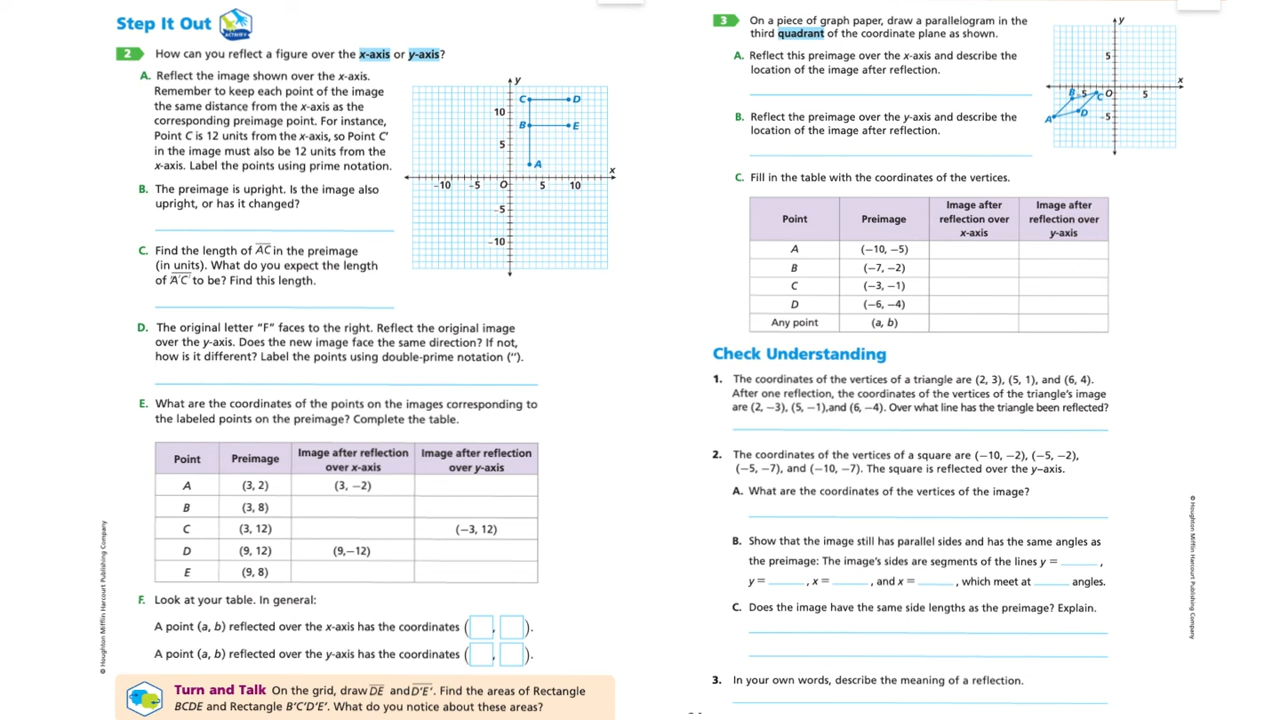 Step It Out
ACTIVITY
2 How can you reflect a figure over the x-axis or y-axis?
A. Reflect the image shown over the x-axis.
Remember to keep each point of the image
the same distance from the x-axis as the
corresponding preimage point. For instance,
Point C is 12 units from the x-axis, so Point C′
in the image must also be 12 units from the
x-axis. Label the points using prime notation.
B. The preimage is upright. Is the image also
upright, or has it changed?
C. Find the length of AC in the preimage
(in units). What do you expect the length
of A′C′ to be? Find this length.
y
C D
10
B E
5
A
x
-10 -5 O 5 10
-5
-10
D. The original letter “F” faces to the right. Reflect the original image
over the y-axis. Does the new image face the same direction? If not,
how is it different? Label the points using double-prime notation (″).
E. What are the coordinates of the points on the images corresponding to
the labeled points on the preimage? Complete the table.
Point Preimage Image after reflection over x-axis Image after reflection over y-axis
A (3, 2) (3, −2)
B (3, 8)
C (3, 12) (−3, 12)
D (9, 12) (9,−12)
E (9, 8)
F. Look at your table. In general:
A point (a, b) reflected over the x-axis has the coordinates ( , ).
A point (a, b) reflected over the y-axis has the coordinates ( , ).
Turn and Talk On the grid, draw DE and D′E′. Find the areas of Rectangle
BCDE and Rectangle B′C′D′E′. What do you notice about these areas?
© Houghton Mifflin Harcourt Publishing Company
3 On a piece of graph paper, draw a parallelogram in the
third quadrant of the coordinate plane as shown.
A. Reflect this preimage over the x-axis and describe the
location of the image after reflection.
B. Reflect the preimage over the y-axis and describe the
location of the image after reflection.
y
5
x
B -5 C O 5
A D -5
C. Fill in the table with the coordinates of the vertices.
Point Preimage Image after reflection over x-axis Image after reflection over y-axis
A (−10, −5)
B (−7, −2)
C (−3, −1)
D (−6, −4)
Any point (a, b)
Check Understanding
1. The coordinates of the vertices of a triangle are (2, 3), (5, 1), and (6, 4).
After one reflection, the coordinates of the vertices of the triangle’s image
are (2, −3), (5, −1),and (6, −4). Over what line has the triangle been reflected?
2. The coordinates of the vertices of a square are (−10, −2), (−5, −2),
(−5, −7), and (−10, −7). The square is reflected over the y–axis.
A. What are the coordinates of the vertices of the image?
B. Show that the image still has parallel sides and has the same angles as
the preimage: The image’s sides are segments of the lines y = ,
y = , x = , and x = , which meet at angles.
C. Does the image have the same side lengths as the preimage? Explain.
3. In your own words, describe the meaning of a reflection.
© Houghton Mifflin Harcourt Publishing Company